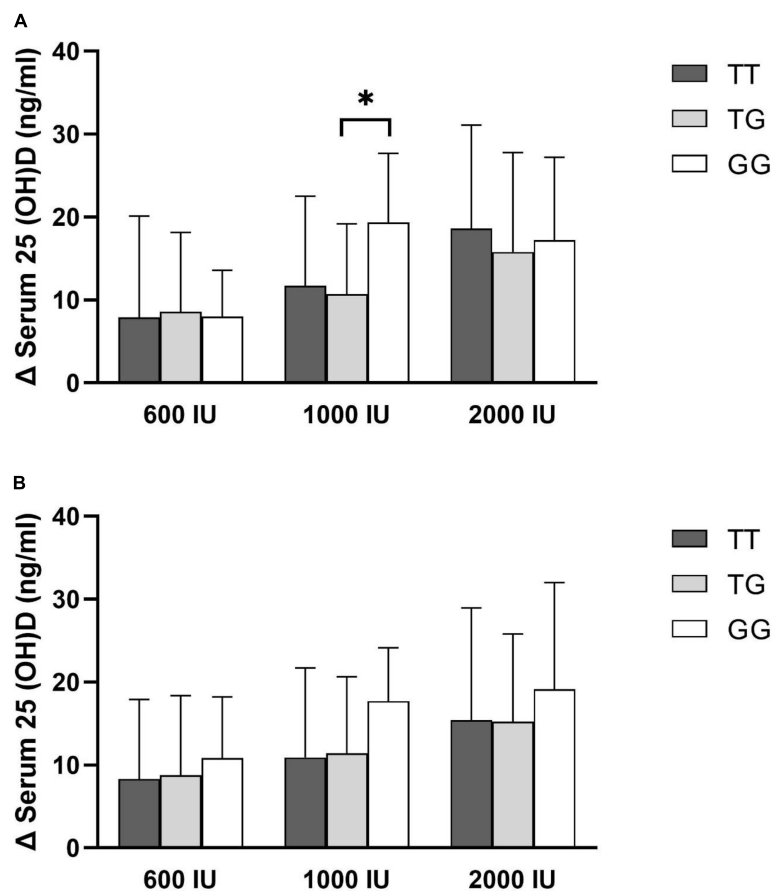 A
Δ Serum 25 (OH)D (ng/ml)
40
30
20
10
0
*
600 IU
1000 IU
2000 IU
TT
TG
GG
B
Δ Serum 25 (OH)D (ng/ml)
40
30
20
10
0
600 IU
1000 IU
2000 IU
TT
TG
GG